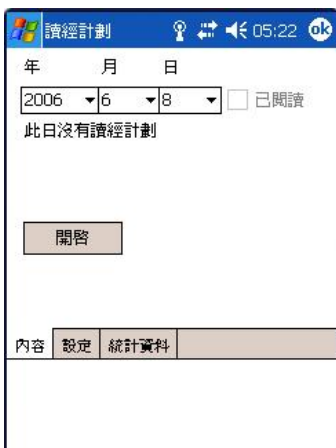 讀經計劃 05:22 ok
年 月 日
2006 6 8 已閱讀
此日沒有讀經計劃
開啓
內容 設定 統計資料